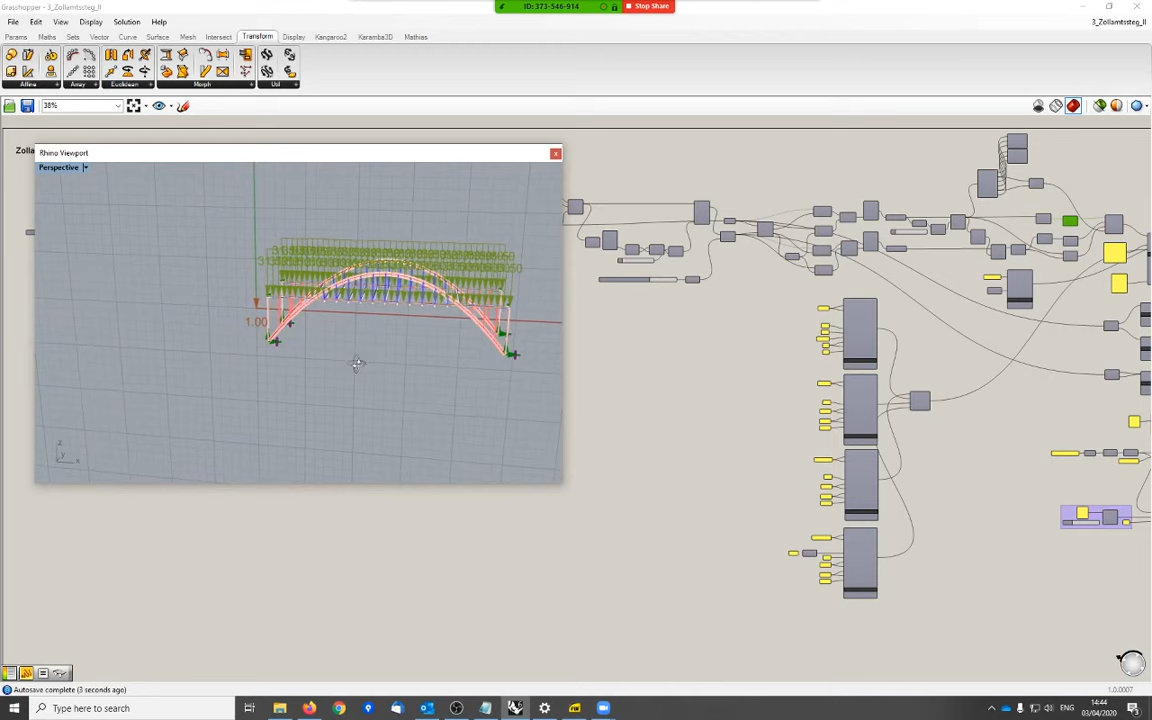 Grasshopper - 3_Zollamtssteg_II
ID: 373-546-914
Stop Share
File Edit View Display Solution Help
3_Zollamtssteg_II
Params Maths Sets Vector Curve Surface Mesh Intersect Transform Display Kangaroo2 Karamba3D Mathias
Affine Array Euclidean Morph Util
38%
Zolla
Rhino Viewport
Perspective
1.00
z
y
x
Autosave complete (3 seconds ago)
1.0.0007
Type here to search
ENG
14:44
03/04/2020